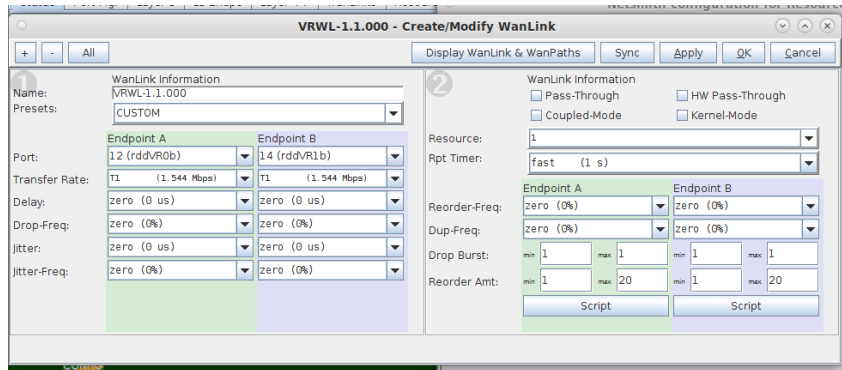 VRWL-1.1.000 - Create/Modify WanLink
+ - All Display WanLink & WanPaths Sync Apply OK Cancel
1
WanLink Information
Name: VRWL-1.1.000
Presets: CUSTOM
Endpoint A Endpoint B
Port: 12 (rddVR0b) 14 (rddVR1b)
Transfer Rate: T1 (1.544 Mbps) T1 (1.544 Mbps)
Delay: zero (0 us) zero (0 us)
Drop-Freq: zero (0%) zero (0%)
Jitter: zero (0 us) zero (0 us)
Jitter-Freq: zero (0%) zero (0%)
2
WanLink Information
Pass-Through HW Pass-Through
Coupled-Mode Kernel-Mode
Resource: 1
Rpt Timer: fast (1 s)
Endpoint A Endpoint B
Reorder-Freq: zero (0%) zero (0%)
Dup-Freq: zero (0%) zero (0%)
Drop Burst: min 1 max 1 min 1 max 1
Reorder Amt: min 1 max 20 min 1 max 20
Script Script